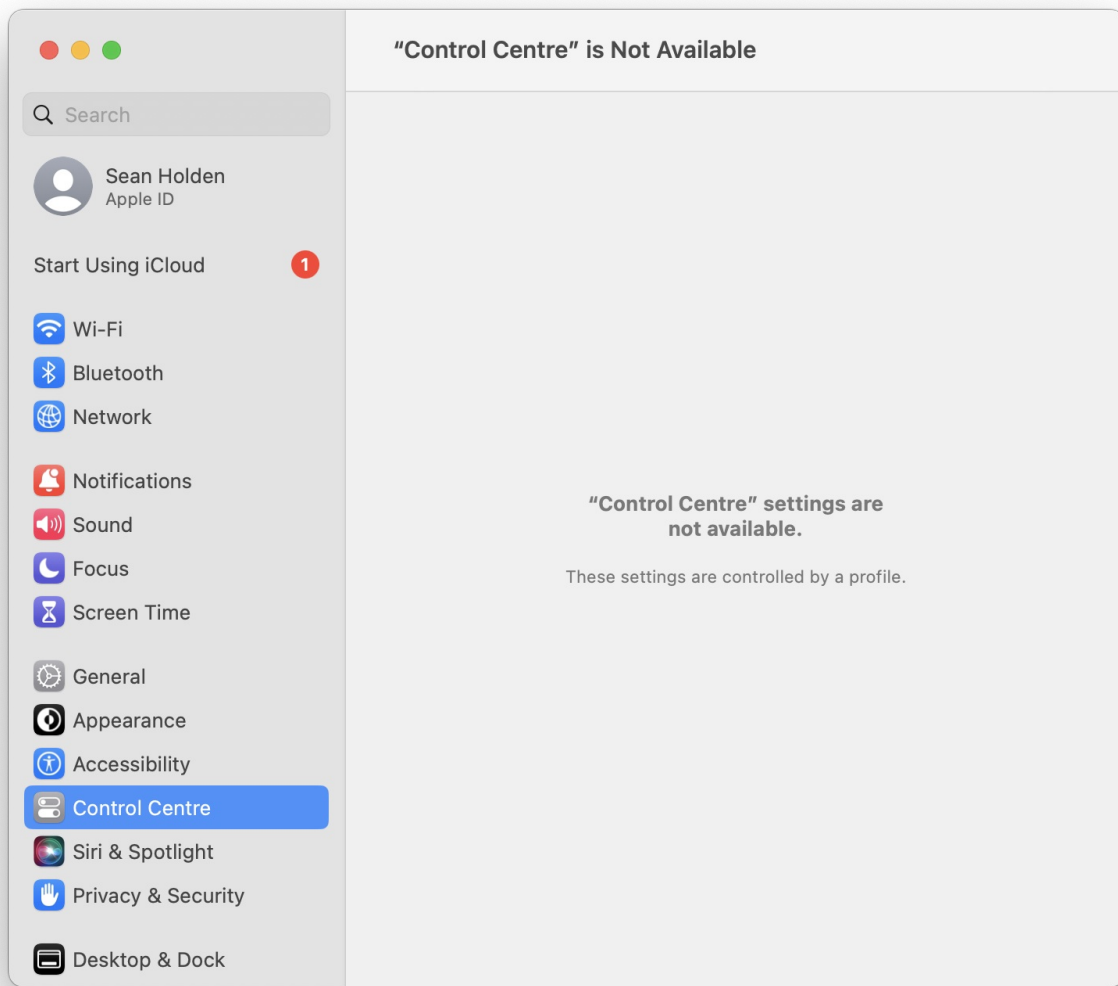 “Control Centre” is Not Available
Search
Sean Holden
Apple ID
Start Using iCloud
1
Wi-Fi
Bluetooth
Network
Notifications
Sound
Focus
Screen Time
General
Appearance
Accessibility
Control Centre
Siri & Spotlight
Privacy & Security
Desktop & Dock
“Control Centre” settings are
not available.
These settings are controlled by a profile.